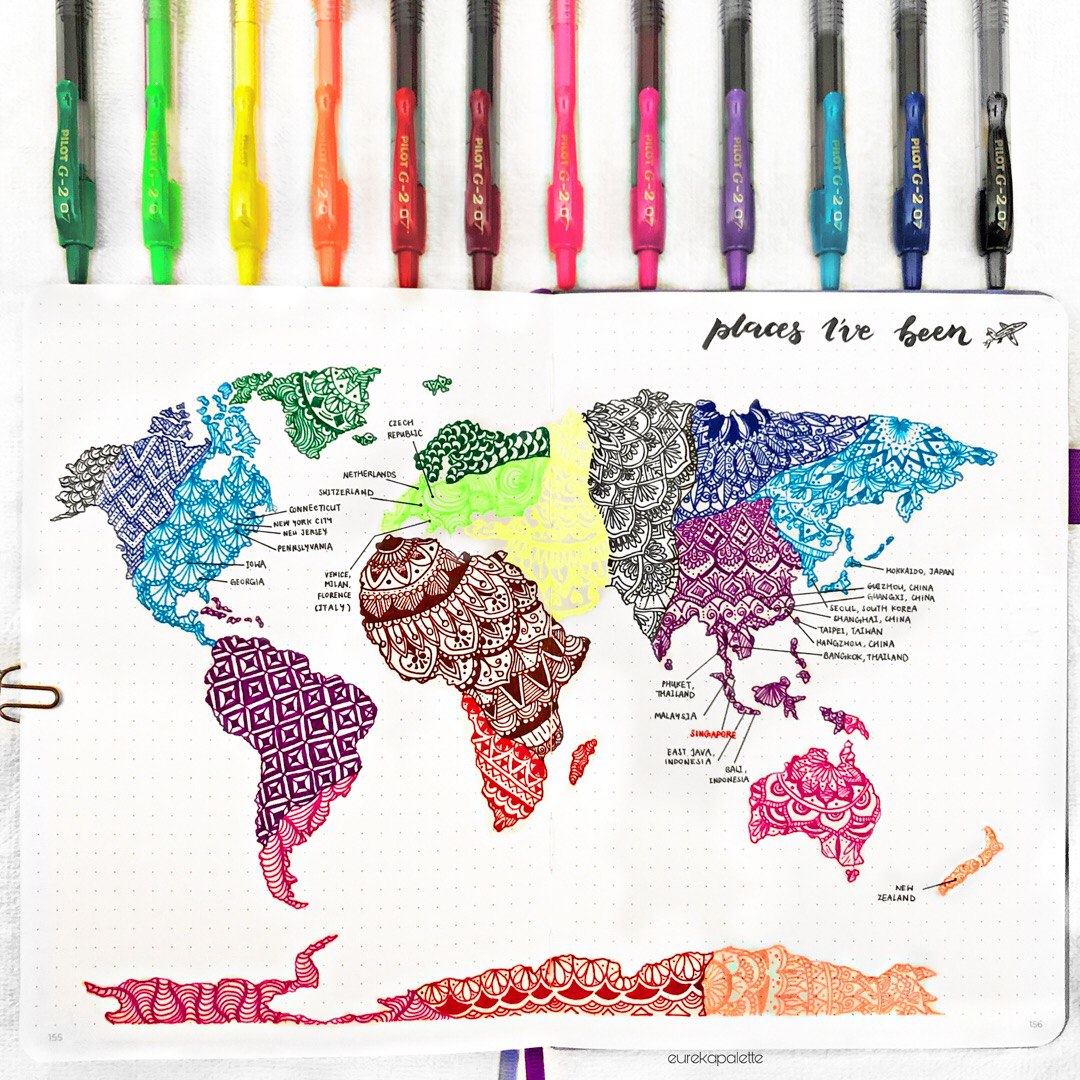 PILOT G-2 07
PILOT G-2 07
PILOT G-2 07
PILOT G-2 07
PILOT G-2 07
PILOT G-2 07
PILOT G-2 07
PILOT G-2 07
PILOT G-2 07
PILOT G-2 07
PILOT G-2 07
PILOT G-2 07
places I've been
CZECH
REPUBLIC
NETHERLANDS
SWITZERLAND
CONNECTICUT
NEW YORK CITY
NEW JERSEY
PENNSLYVANIA
IOWA
GEORGIA
VENICE,
MILAN,
FLORENCE
(ITALY)
HOKKAIDO, JAPAN
GUIZHOU, CHINA
GUANGXI, CHINA
SEOUL, SOUTH KOREA
SHANGHAI, CHINA
TAIPEI, TAIWAN
HANGZHOU, CHINA
BANGKOK, THAILAND
PHUKET,
THAILAND
MALAYSIA
SINGAPORE
EAST JAVA,
INDONESIA
BALI,
INDONESIA
NEW
ZEALAND
155
156
eurekapalette